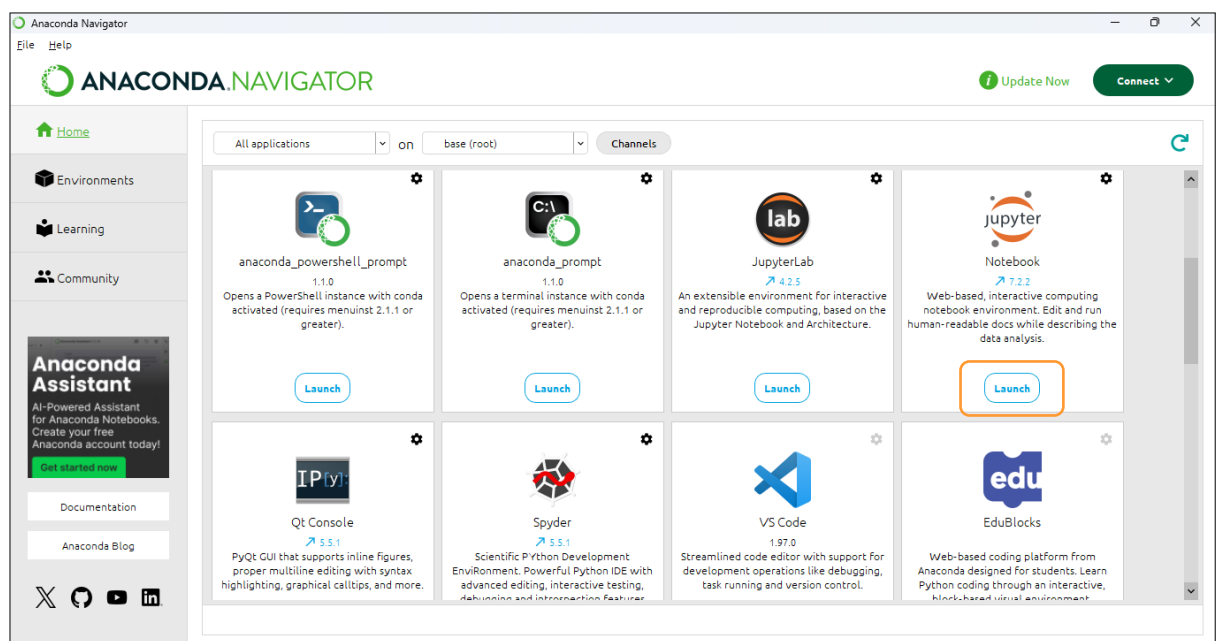 Anaconda Navigator
File Help
ANACONDA.NAVIGATOR
i Update Now
Connect
Home
Environments
Learning
Community
All applications on base (root) Channels
>_
anaconda_powershell_prompt
1.1.0
Opens a PowerShell instance with conda
activated (requires menuinst 2.1.1 or
greater).
Launch
C:\
anaconda_prompt
1.1.0
Opens a terminal instance with conda
activated (requires menuinst 2.1.1 or
greater).
Launch
lab
JupyterLab
4.2.5
An extensible environment for interactive
and reproducible computing, based on the
Jupyter Notebook and Architecture.
Launch
jupyter
Notebook
7.2.2
Web-based, interactive computing
notebook environment. Edit and run
human-readable docs while describing the
data analysis.
Launch
IP[y]:
Qt Console
5.5.1
PyQt GUI that supports inline figures,
proper multiline editing with syntax
highlighting, graphical calltips, and more.
Spyder
5.5.1
Scientific PYthon Development
EnviRonment. Powerful Python IDE with
advanced editing, interactive testing,
debugging and introspection features
VS Code
1.97.0
Streamlined code editor with support for
development operations like debugging,
task running and version control.
edu
EduBlocks
Web-based coding platform from
Anaconda designed for students. Learn
Python coding through an interactive,
block-based visual environment
Anaconda
Assistant
AI-Powered Assistant
for Anaconda Notebooks.
Create your free
Anaconda account today!
Get started now
Documentation
Anaconda Blog
X
in